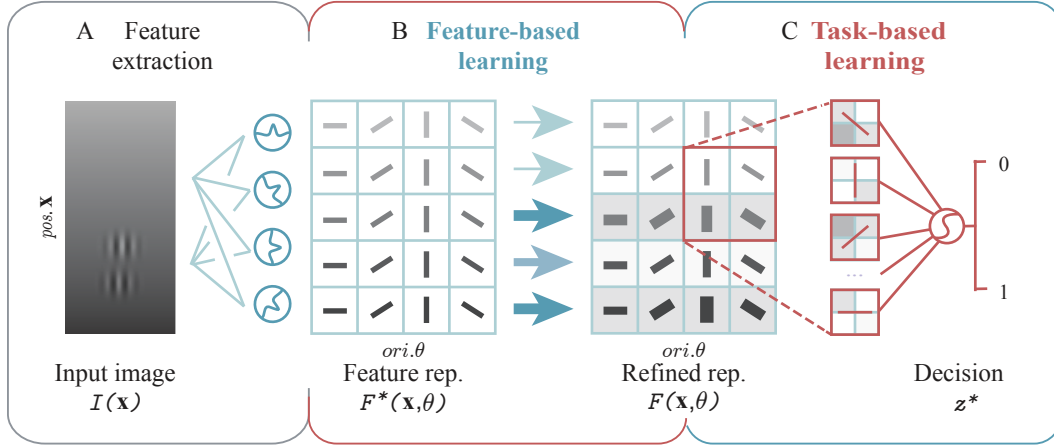 A Feature
extraction
B Feature-based
learning
C Task-based
learning
pos. x
0
...
1
ori.θ
ori.θ
Input image
I(x)
Feature rep.
F*(x,θ)
Refined rep.
F(x,θ)
Decision
z*